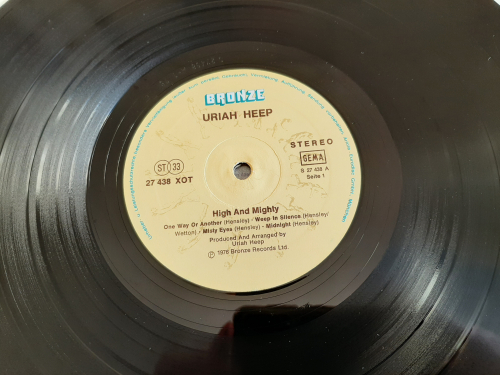 BRONZE
URIAH HEEP
STEREO
ST 33
GEMA
27 438 XOT
S 27 438 A
Seite 1
High And Mighty
One Way Or Another (Hensley) - Weep In Silence (Hensley/
Wetton) - Misty Eyes (Hensley) - Midnight (Hensley)
Produced And Arranged by
Uriah Heep
Ⓟ 1976 Bronze Records Ltd.